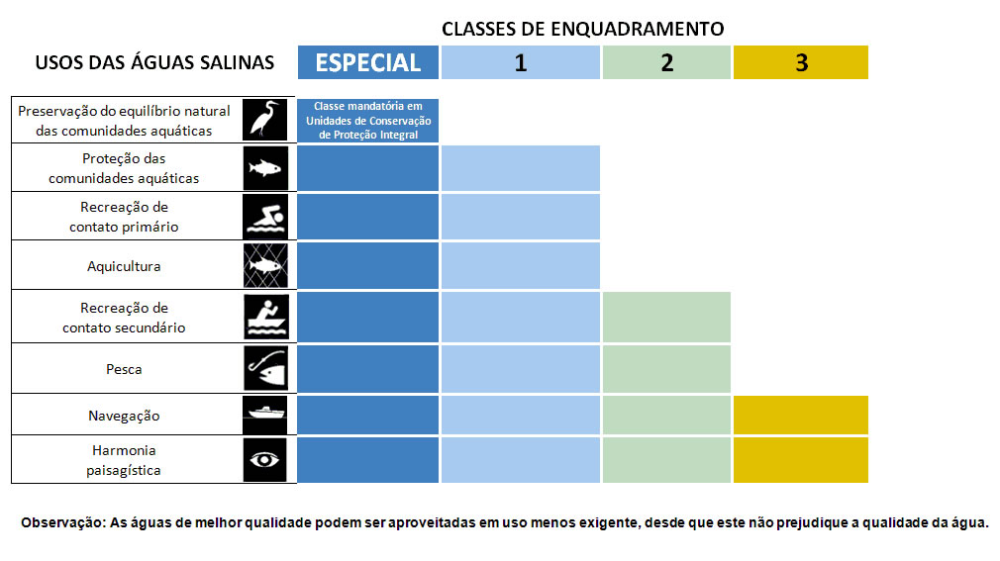 CLASSES DE ENQUADRAMENTO
USOS DAS ÁGUAS SALINAS
ESPECIAL
1
2
3
Preservação do equilíbrio natural
das comunidades aquáticas
Classe mandatória em
Unidades de Conservação
de Proteção Integral
Proteção das
comunidades aquáticas
Recreação de
contato primário
Aquicultura
Recreação de
contato secundário
Pesca
Navegação
Harmonia
paisagística
Observação: As águas de melhor qualidade podem ser aproveitadas em uso menos exigente, desde que este não prejudique a qualidade da água.